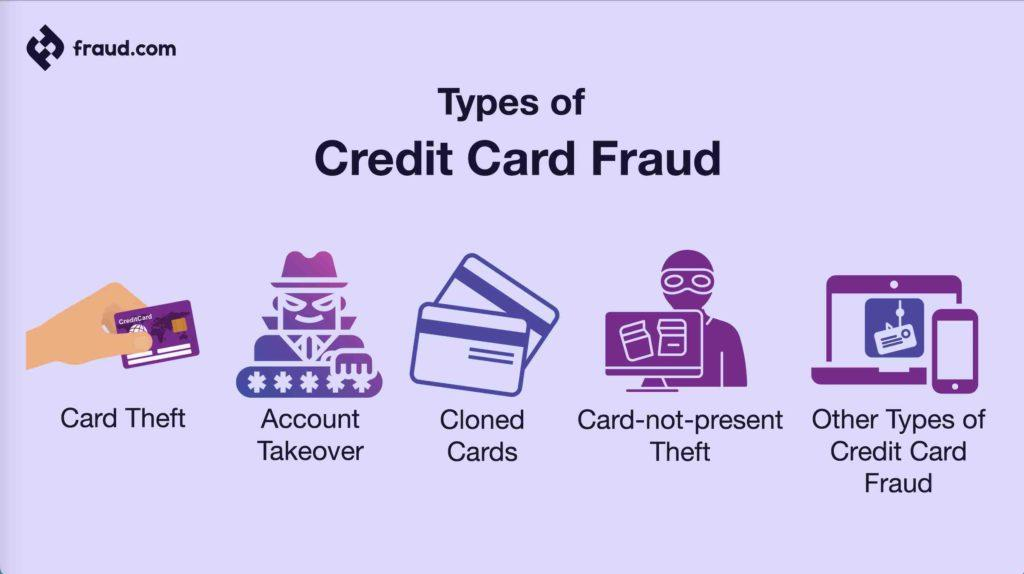 fraud.com
Types of
Credit Card Fraud
CreditCard
*****
Card Theft
Account
Takeover
Cloned
Cards
Card-not-present
Theft
Other Types of
Credit Card
Fraud